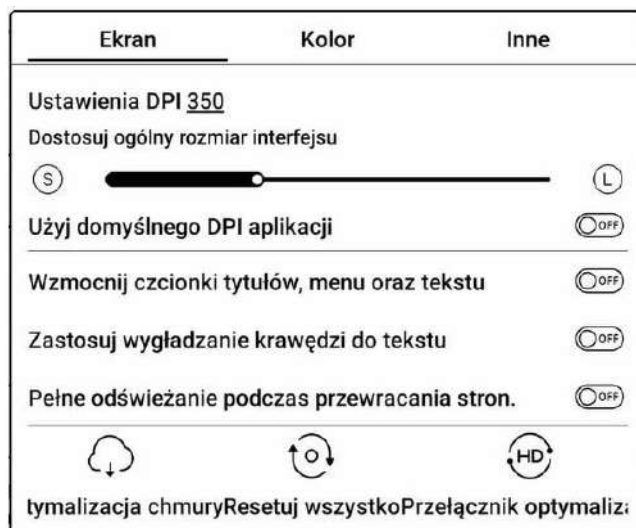 Ekran Kolor Inne
Ustawienia DPI 350
Dostosuj ogólny rozmiar interfejsu
S L
Użyj domyślnego DPI aplikacji OFF
Wzmocnij czcionki tytułów, menu oraz tekstu OFF
Zastosuj wygładzanie krawędzi do tekstu OFF
Pełne odświeżanie podczas przewracania stron. OFF
HD
tymalizacja chmuryResetuj wszystkoPrzełącznik optymaliza